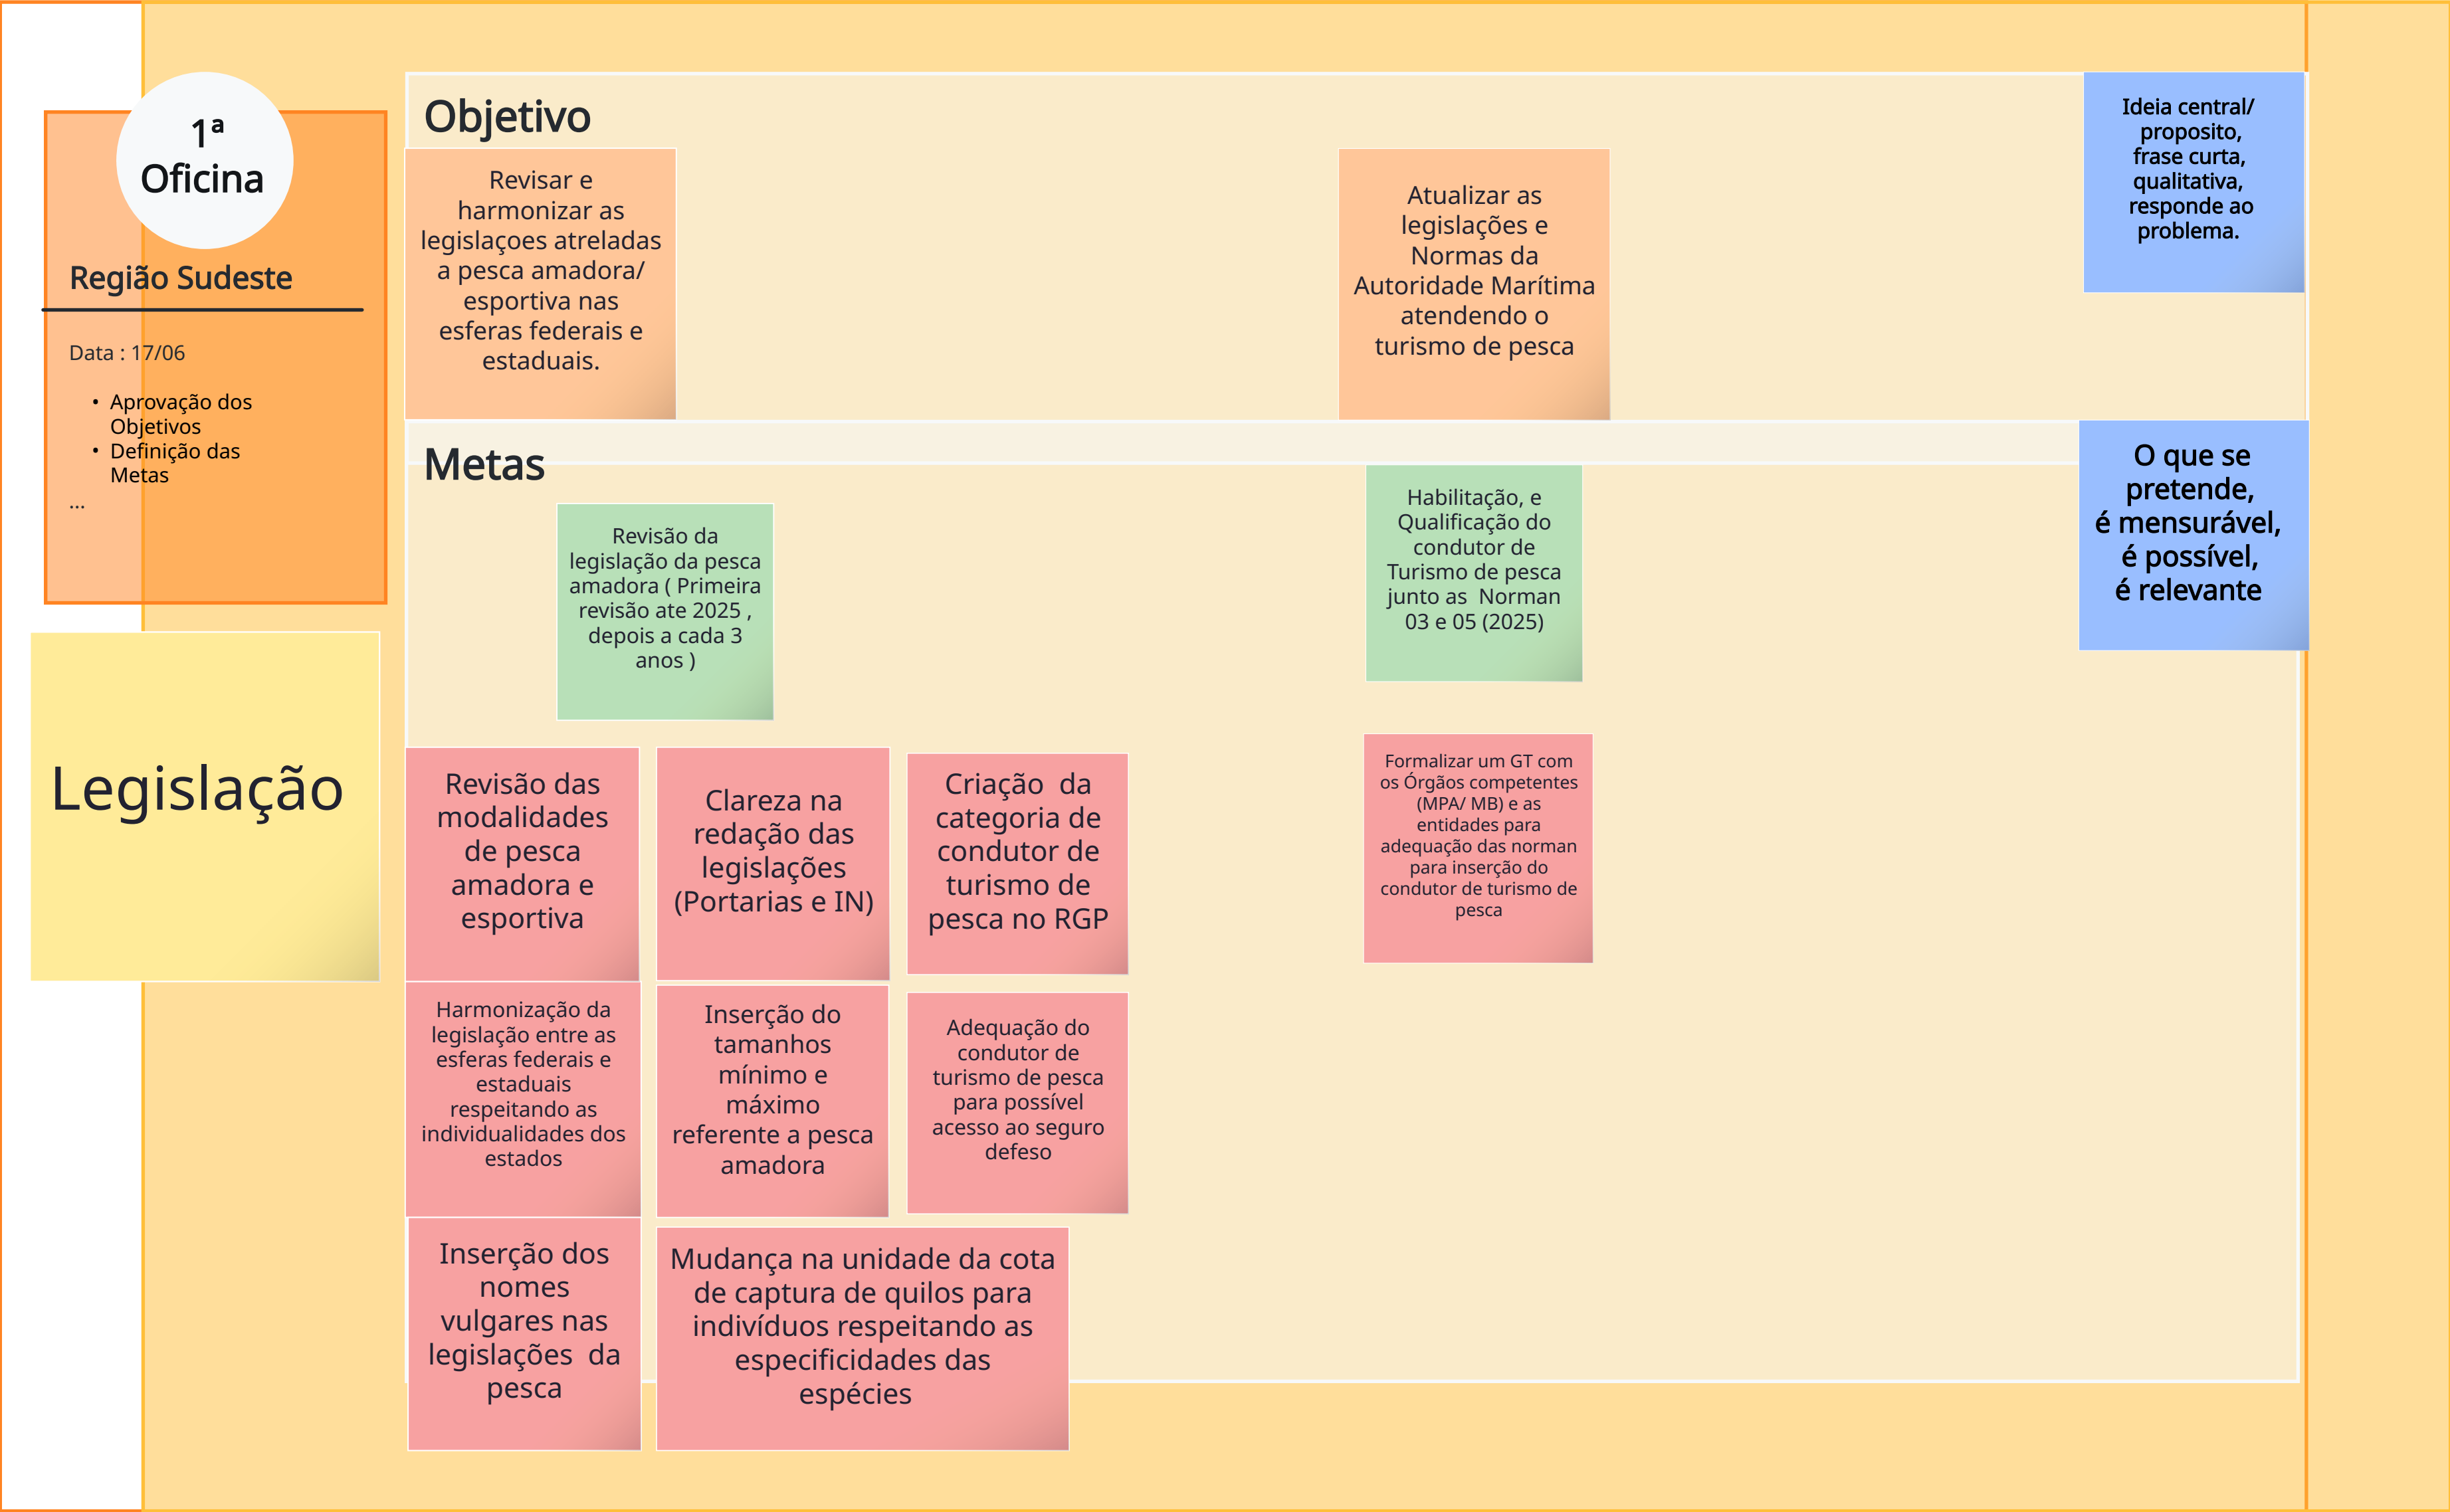 1ª
Oficina
Região Sudeste
Data : 17/06
• Aprovação dos
Objetivos
• Definição das
Metas
...
Legislação
Objetivo
Revisar e
harmonizar as
legislaçoes atreladas
a pesca amadora/
esportiva nas
esferas federais e
estaduais.
Atualizar as
legislações e
Normas da
Autoridade Marítima
atendendo o
turismo de pesca
Ideia central/
proposito,
frase curta,
qualitativa,
responde ao
problema.
Metas
Revisão da
legislação da pesca
amadora ( Primeira
revisão ate 2025 ,
depois a cada 3
anos )
Habilitação, e
Qualificação do
condutor de
Turismo de pesca
junto as  Norman
03 e 05 (2025)
O que se
pretende,
é mensurável,
é possível,
é relevante
Revisão das
modalidades
de pesca
amadora e
esportiva
Clareza na
redação das
legislações
(Portarias e IN)
Criação  da
categoria de
condutor de
turismo de
pesca no RGP
Formalizar um GT com
os Órgãos competentes
(MPA/ MB) e as
entidades para
adequação das norman
para inserção do
condutor de turismo de
pesca
Harmonização da
legislação entre as
esferas federais e
estaduais
respeitando as
individualidades dos
estados
Inserção do
tamanhos
mínimo e
máximo
referente a pesca
amadora
Adequação do
condutor de
turismo de pesca
para possível
acesso ao seguro
defeso
Inserção dos
nomes
vulgares nas
legislações  da
pesca
Mudança na unidade da cota
de captura de quilos para
indivíduos respeitando as
especificidades das
espécies